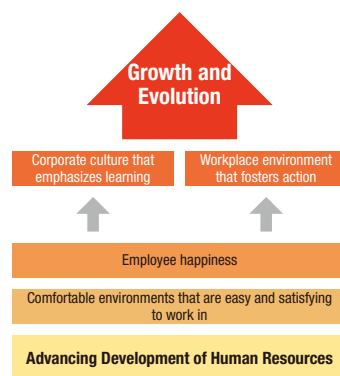 Growth and
Evolution
Corporate culture that
emphasizes learning
Workplace environment
that fosters action
Employee happiness
Comfortable environments that are easy and satisfying
to work in
Advancing Development of Human Resources